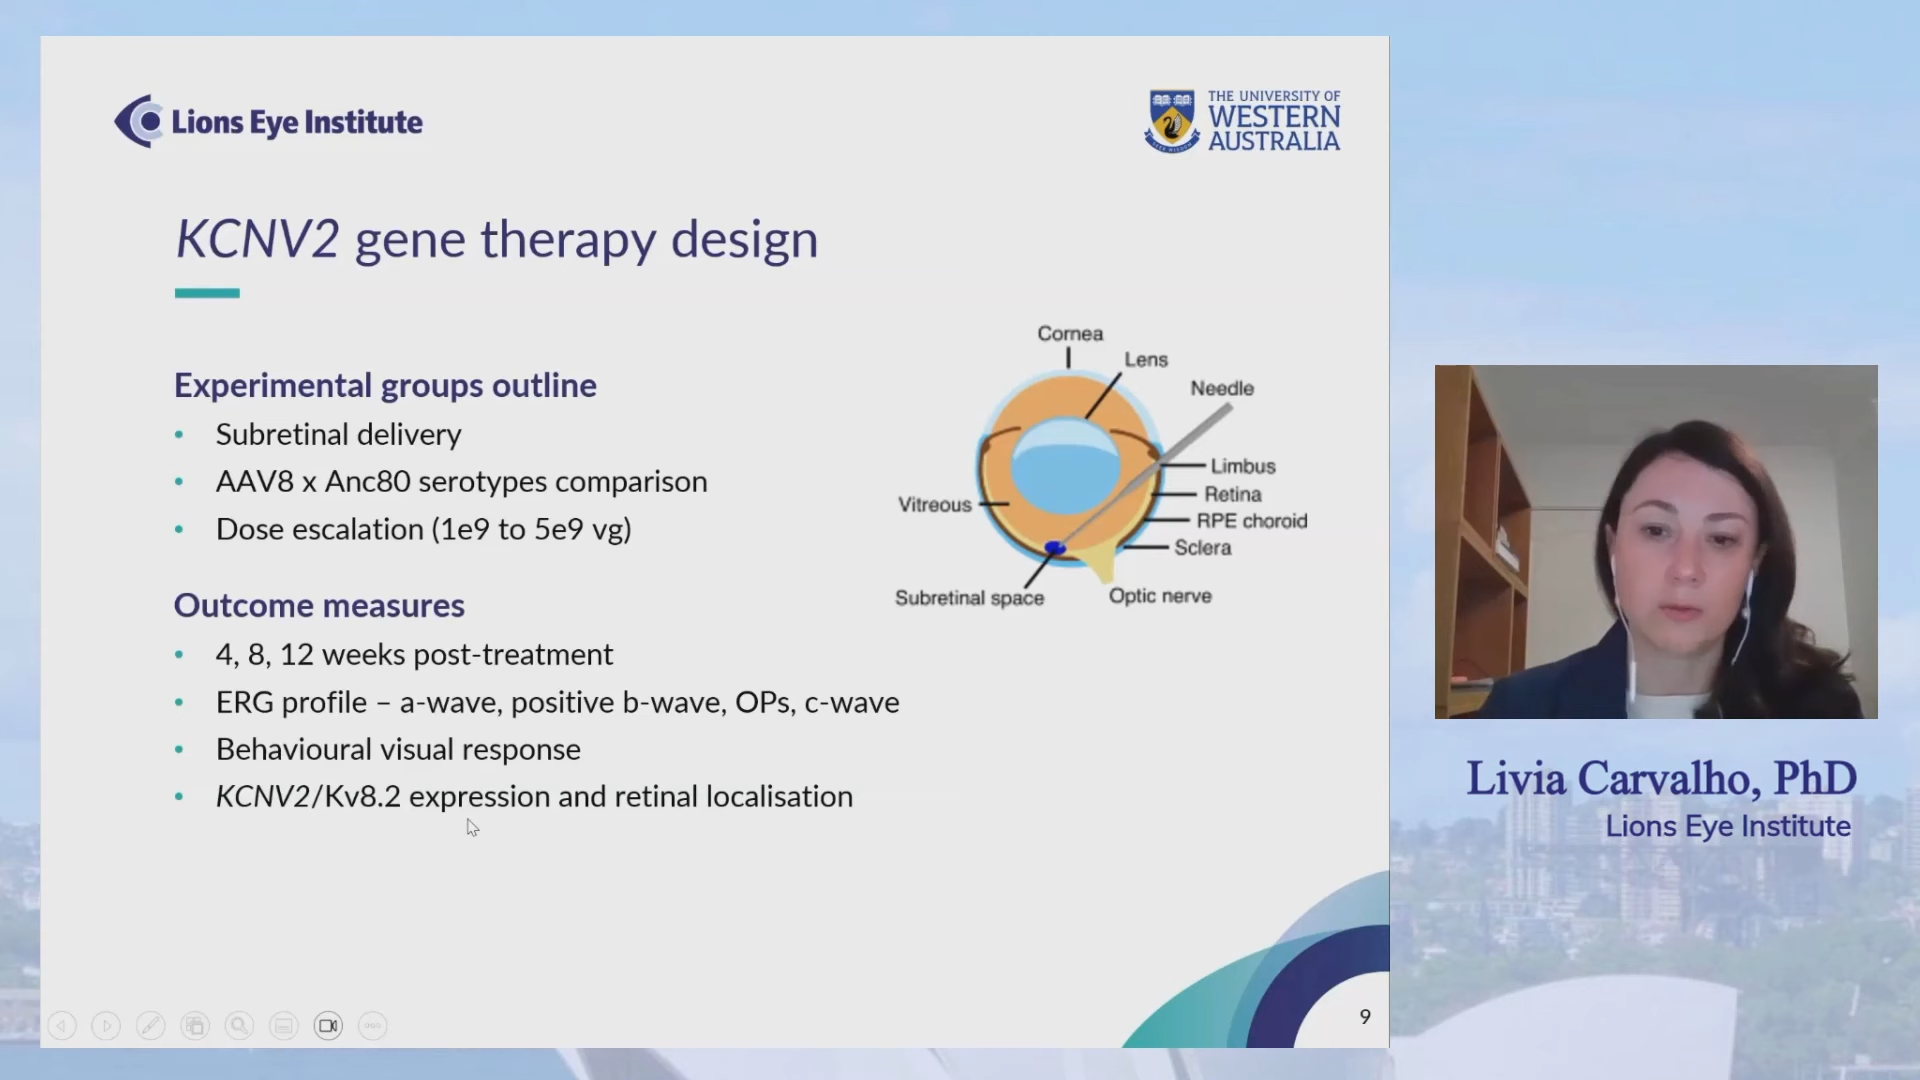 Lions Eye Institute
THE UNIVERSITY OF
WESTERN
AUSTRALIA
KCNV2 gene therapy design
Experimental groups outline
• Subretinal delivery
• AAV8 x Anc80 serotypes comparison
• Dose escalation (1e9 to 5e9 vg)
Outcome measures
• 4, 8, 12 weeks post-treatment
• ERG profile – a-wave, positive b-wave, OPs, c-wave
• Behavioural visual response
• KCNV2/Kv8.2 expression and retinal localisation
Cornea
Lens
Needle
Limbus
Retina
Vitreous
RPE choroid
Sclera
Subretinal space
Optic nerve
9
Livia Carvalho, PhD
Lions Eye Institute